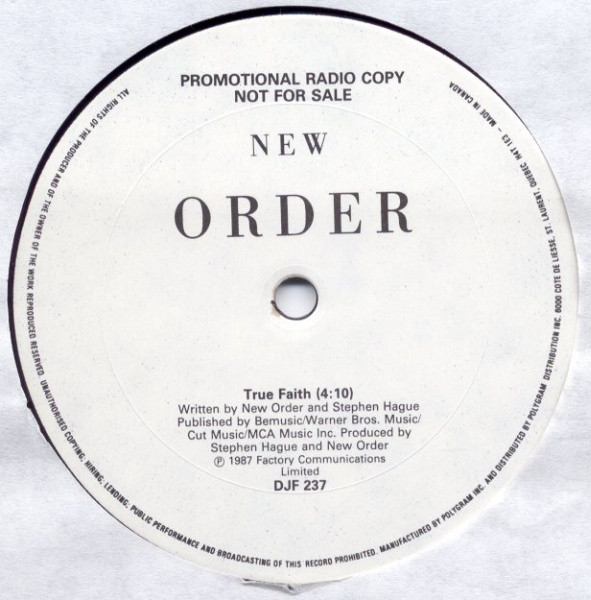 PROMOTIONAL RADIO COPY
NOT FOR SALE
NEW
ORDER
True Faith (4:10)
Written by New Order and Stephen Hague
Published by Bemusic/Warner Bros. Music/
Cut Music/MCA Music Inc. Produced by
Stephen Hague and New Order
Ⓟ 1987 Factory Communications
Limited
DJF 237
ALL RIGHTS OF THE PRODUCER AND OF THE OWNER OF THE WORK REPRODUCED RESERVED. UNAUTHORISED COPYING, HIRING, LENDING, PUBLIC PERFORMANCE AND BROADCASTING OF THIS RECORD PROHIBITED. MANUFACTURED BY POLYGRAM INC. AND DISTRIBUTED BY POLYGRAM DISTRIBUTION INC. 6000 COTE DE LIESSE, ST. LAURENT, QUEBEC H4T 1E3 – MADE IN CANADA